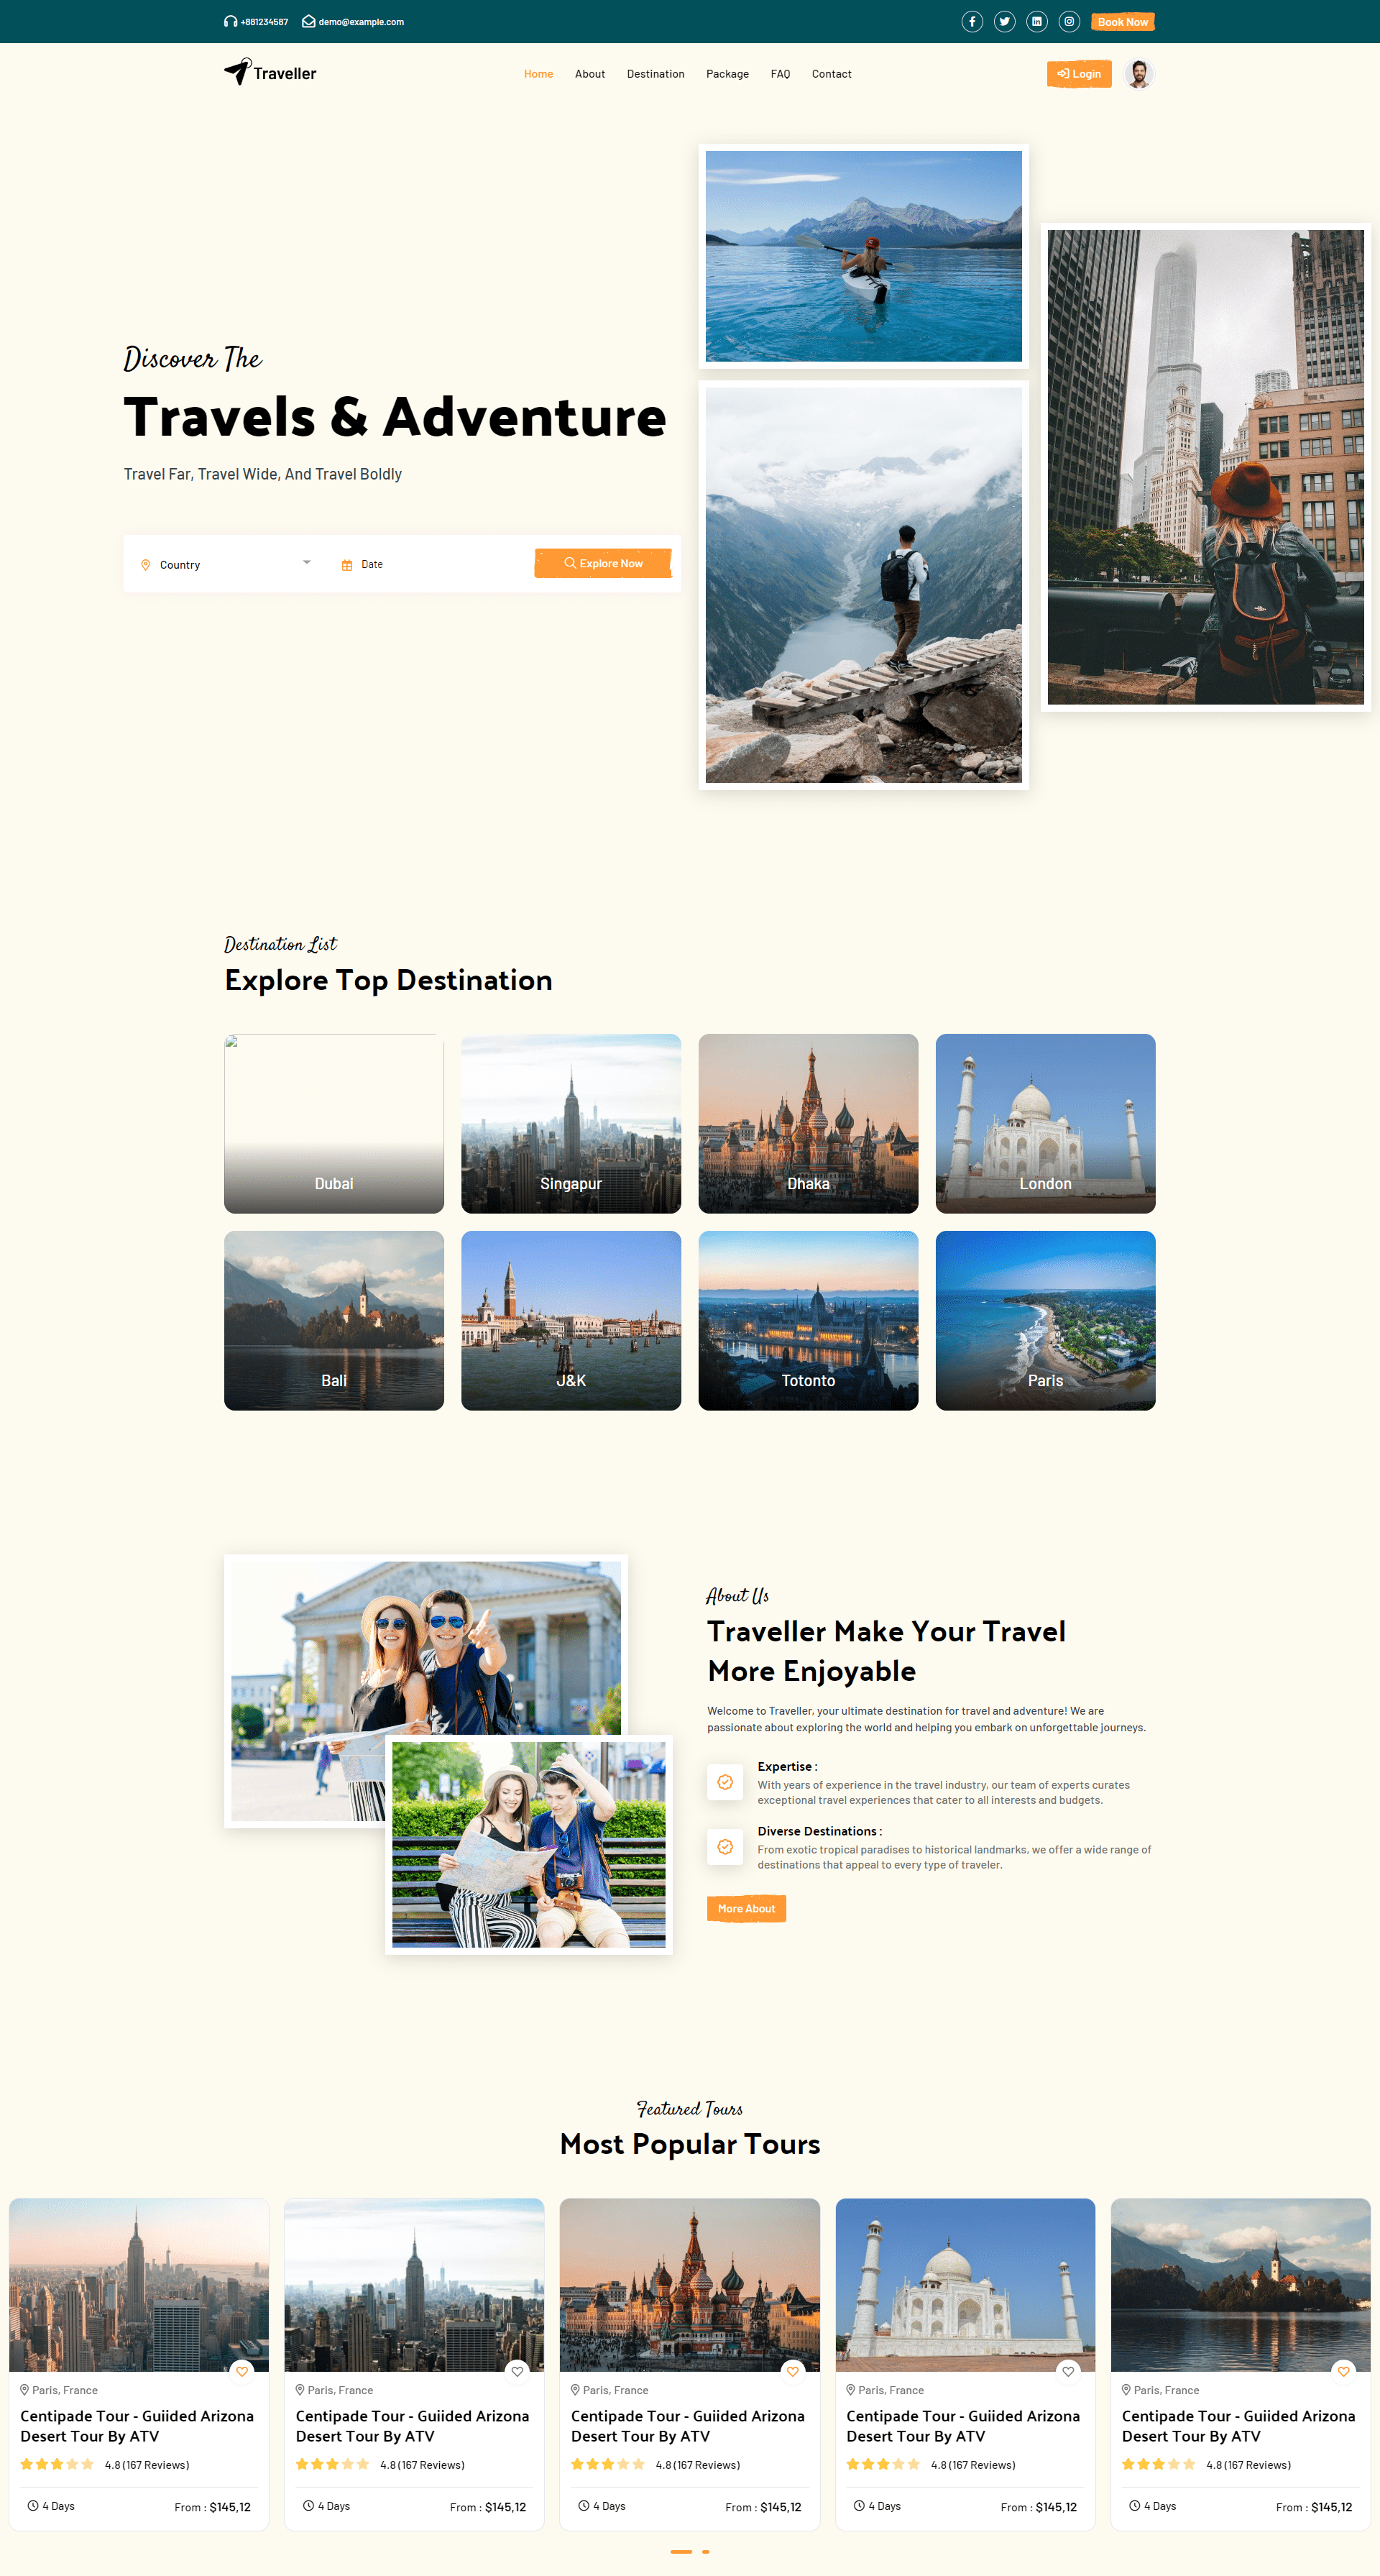 +881234587
demo@example.com
Book Now
Traveller
Home
About
Destination
Package
FAQ
Contact
Login
Discover The
Travels & Adventure
Travel Far, Travel Wide, And Travel Boldly
Country
Date
Explore Now
Destination List
Explore Top Destination
Dubai
Singapur
Dhaka
London
Bali
J&K
Totonto
Paris
About Us
Traveller Make Your Travel
More Enjoyable
Welcome to Traveller, your ultimate destination for travel and adventure! We are
passionate about exploring the world and helping you embark on unforgettable journeys.
Expertise :
With years of experience in the travel industry, our team of experts curates
exceptional travel experiences that cater to all interests and budgets.
Diverse Destinations :
From exotic tropical paradises to historical landmarks, we offer a wide range of
destinations that appeal to every type of traveler.
More About
Featured Tours
Most Popular Tours
Paris, France
Centipade Tour - Guiided Arizona
Desert Tour By ATV
4.8 (167 Reviews)
4 Days
From : $145,12
Paris, France
Centipade Tour - Guiided Arizona
Desert Tour By ATV
4.8 (167 Reviews)
4 Days
From : $145,12
Paris, France
Centipade Tour - Guiided Arizona
Desert Tour By ATV
4.8 (167 Reviews)
4 Days
From : $145,12
Paris, France
Centipade Tour - Guiided Arizona
Desert Tour By ATV
4.8 (167 Reviews)
4 Days
From : $145,12
Paris, France
Centipade Tour - Guiided Arizona
Desert Tour By ATV
4.8 (167 Reviews)
4 Days
From : $145,12